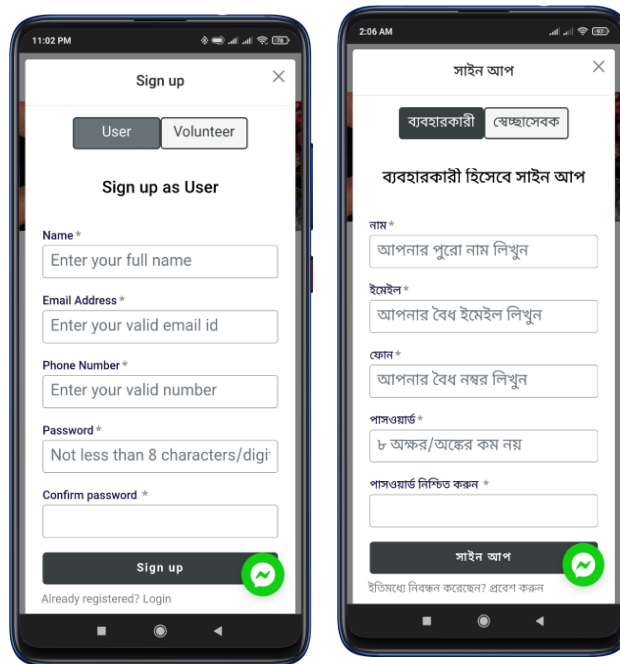 11:02 PM
76
Sign up
User
Volunteer
Sign up as User
Name *
Enter your full name
Email Address *
Enter your valid email id
Phone Number *
Enter your valid number
Password *
Not less than 8 characters/digi
Confirm password *
Sign up
Already registered? Login
2:06 AM
97
সাইন আপ
ব্যবহারকারী
স্বেচ্ছাসেবক
ব্যবহারকারী হিসেবে সাইন আপ
নাম *
আপনার পুরো নাম লিখুন
ইমেইল *
আপনার বৈধ ইমেইল লিখুন
ফোন *
আপনার বৈধ নম্বর লিখুন
পাসওয়ার্ড *
৮ অক্ষর/অঙ্কের কম নয়
পাসওয়ার্ড নিশ্চিত করুন *
সাইন আপ
ইতিমধ্যে নিবন্ধন করেছেন? প্রবেশ করুন